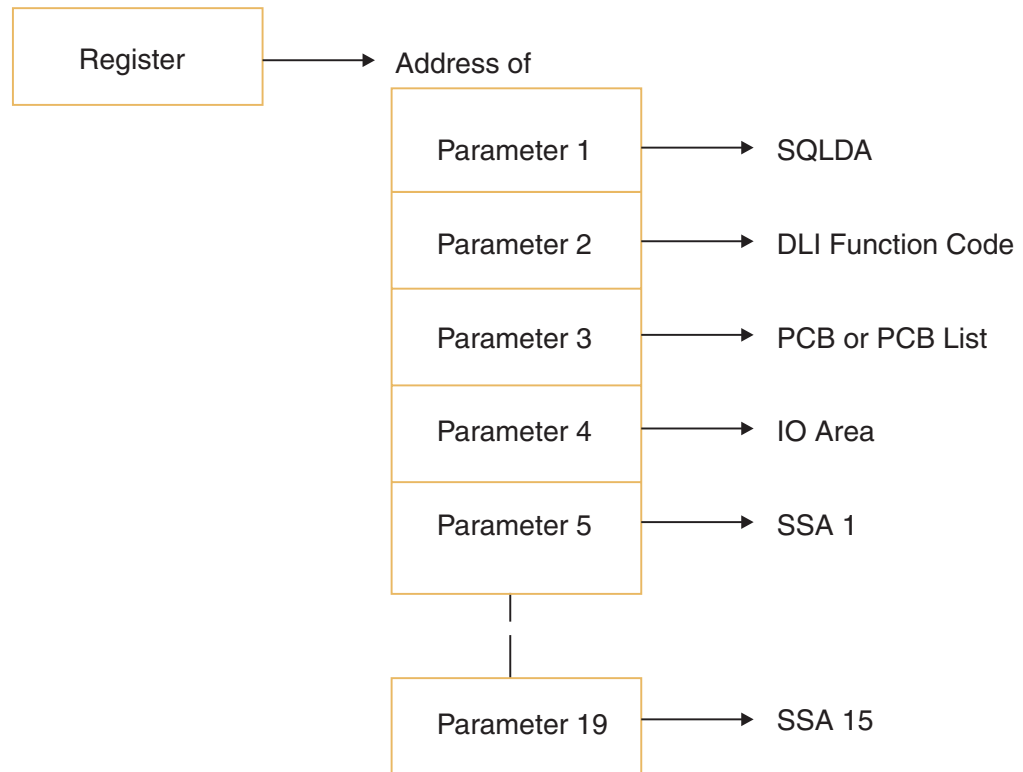 Register
Address of
Parameter 1
SQLDA
Parameter 2
DLI Function Code
Parameter 3
PCB or PCB List
Parameter 4
IO Area
Parameter 5
SSA 1
Parameter 19
SSA 15